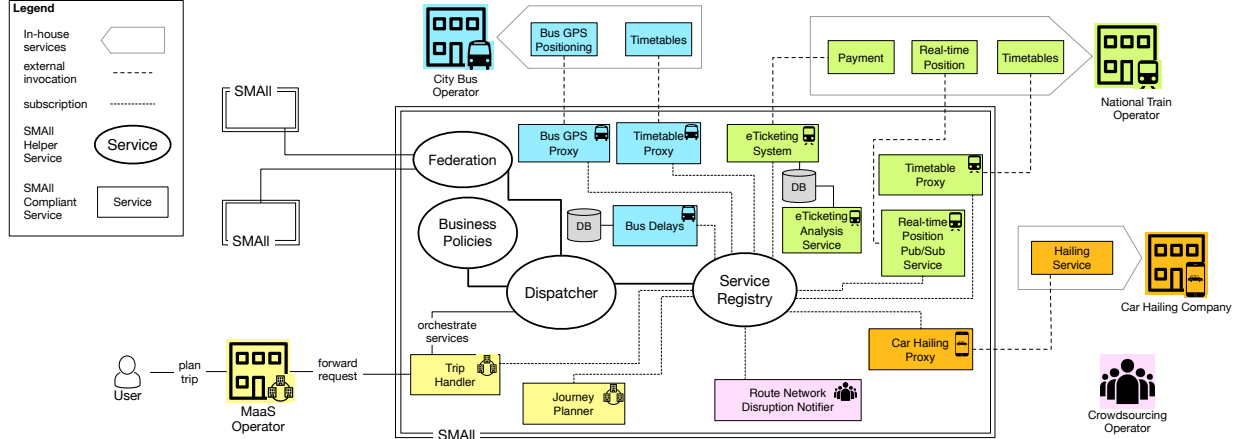 Legend
In-house
services
external
invocation
subscription
SMAll
Helper
Service
Service
SMAll
Compliant
Service
Service
City Bus
Operator
Bus GPS
Positioning
Timetables
Payment
Real-time
Position
Timetables
National Train
Operator
SMAll
SMAll
Federation
Business
Policies
Dispatcher
Service
Registry
Bus GPS
Proxy
Timetable
Proxy
eTicketing
System
DB
eTicketing
Analysis
Service
Timetable
Proxy
Real-time
Position
Pub/Sub
Service
DB
Bus Delays
Hailing
Service
Car Hailing Company
Car Hailing
Proxy
orchestrate
services
User
plan
trip
MaaS
Operator
forward
request
Trip
Handler
Journey
Planner
Route Network
Disruption Notifier
Crowdsourcing
Operator
SMAll